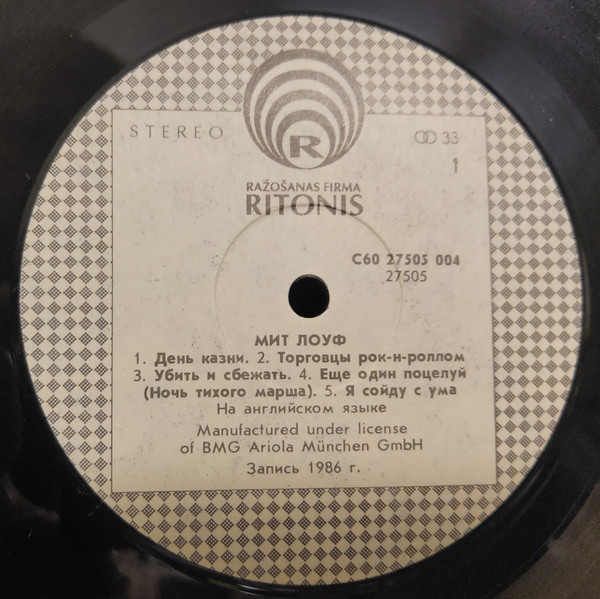 STEREO
R
33
1
RAŽOŠANAS FIRMA
RITONIS
С60 27505 004
27505
МИТ ЛОУФ
1. День казни. 2. Торговцы рок-н-роллом
3. Убить и сбежать. 4. Еще один поцелуй
(Ночь тихого марша). 5. Я сойду с ума
На английском языке
Manufactured under license
of BMG Ariola München GmbH
Запись 1986 г.